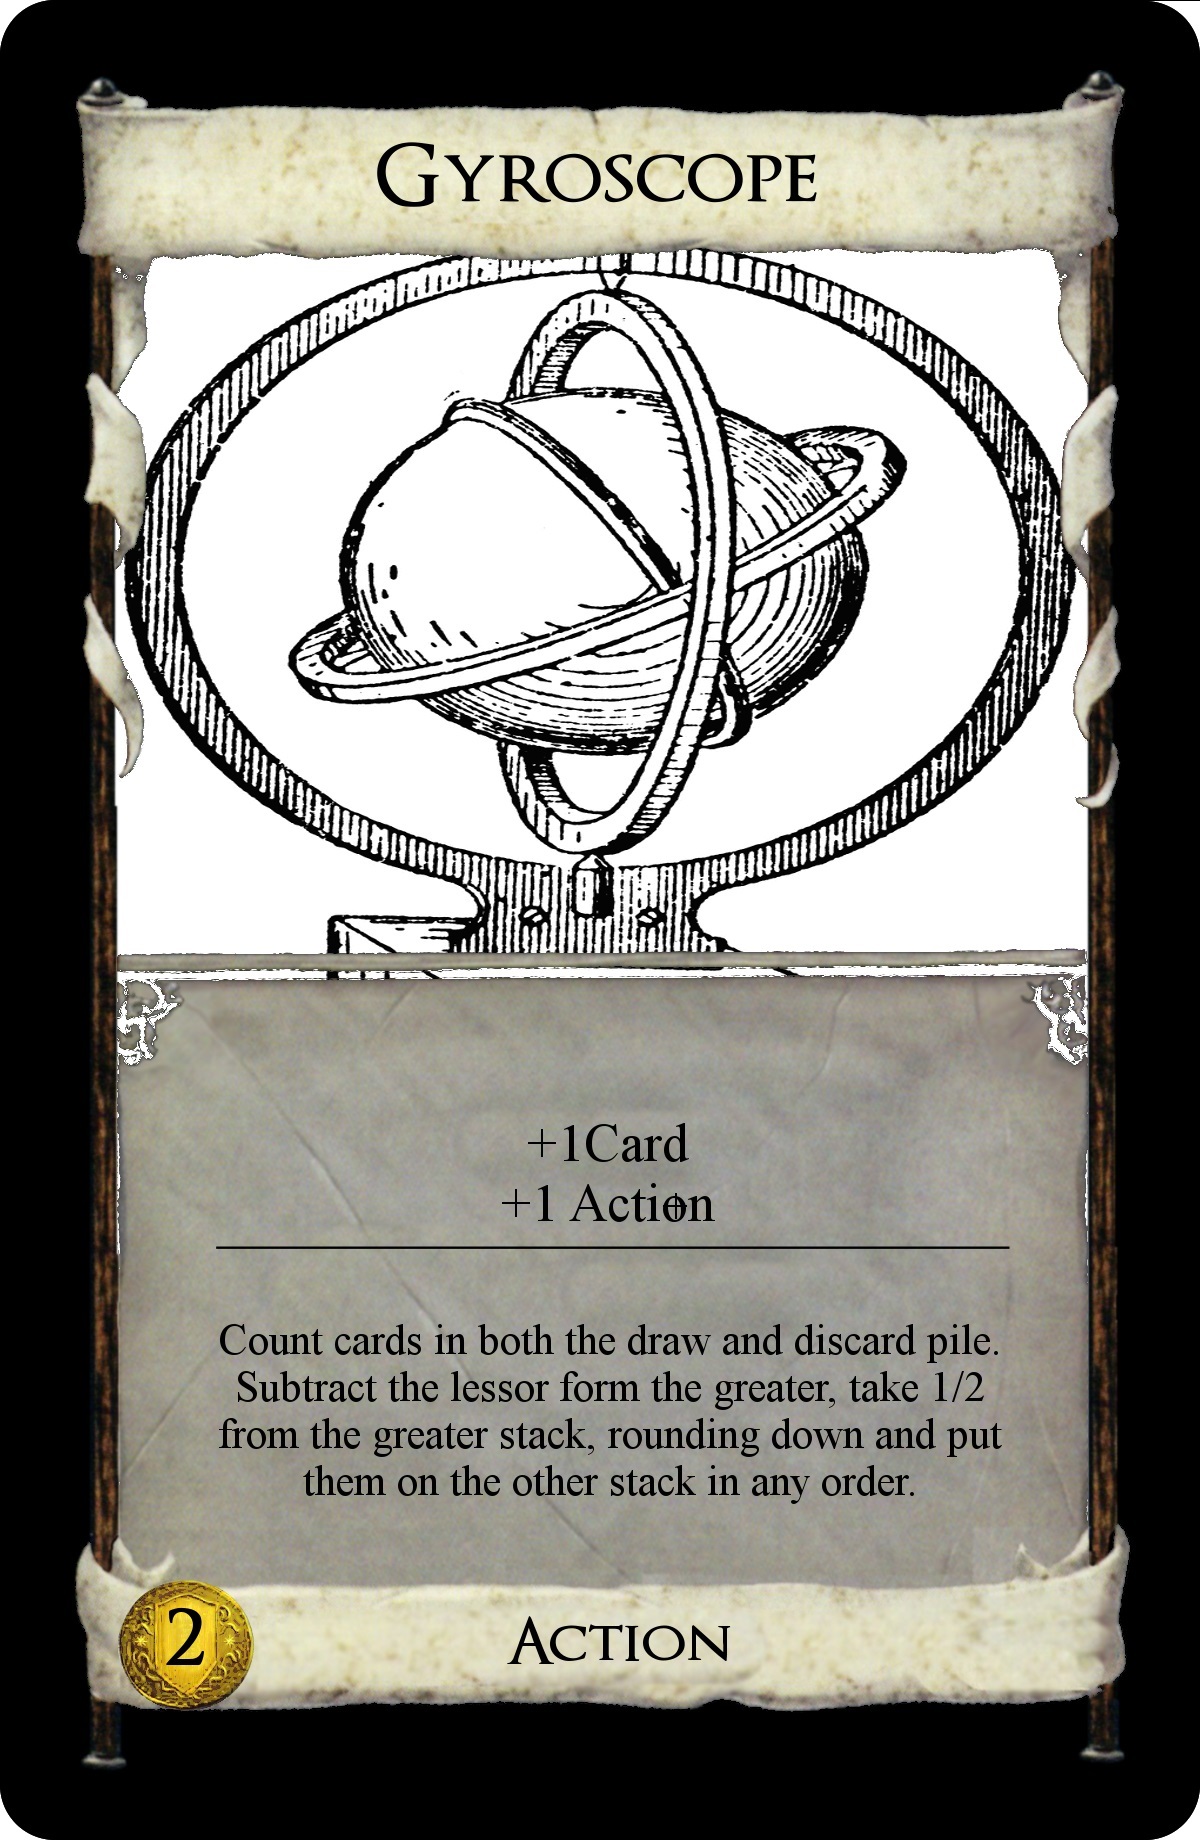 GYROSCOPE
+1Card
+1 Action
Count cards in both the draw and discard pile.
Subtract the lessor form the greater, take 1/2
from the greater stack, rounding down and put
them on the other stack in any order.
2
ACTION